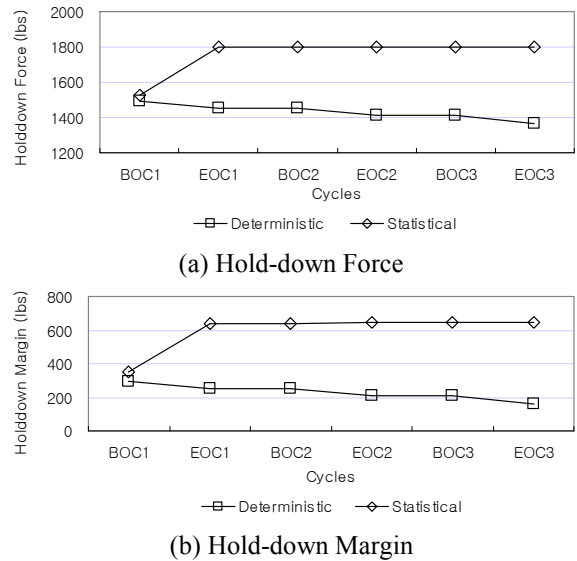 2000
1800
1600
1400
1200
Holddown Force (lbs)
BOC1 EOC1 BOC2 EOC2 BOC3 EOC3
Cycles
Deterministic Statistical
(a) Hold-down Force
800
600
400
200
0
Holddown Margin (lbs)
BOC1 EOC1 BOC2 EOC2 BOC3 EOC3
Cycles
Deterministic Statistical
(b) Hold-down Margin